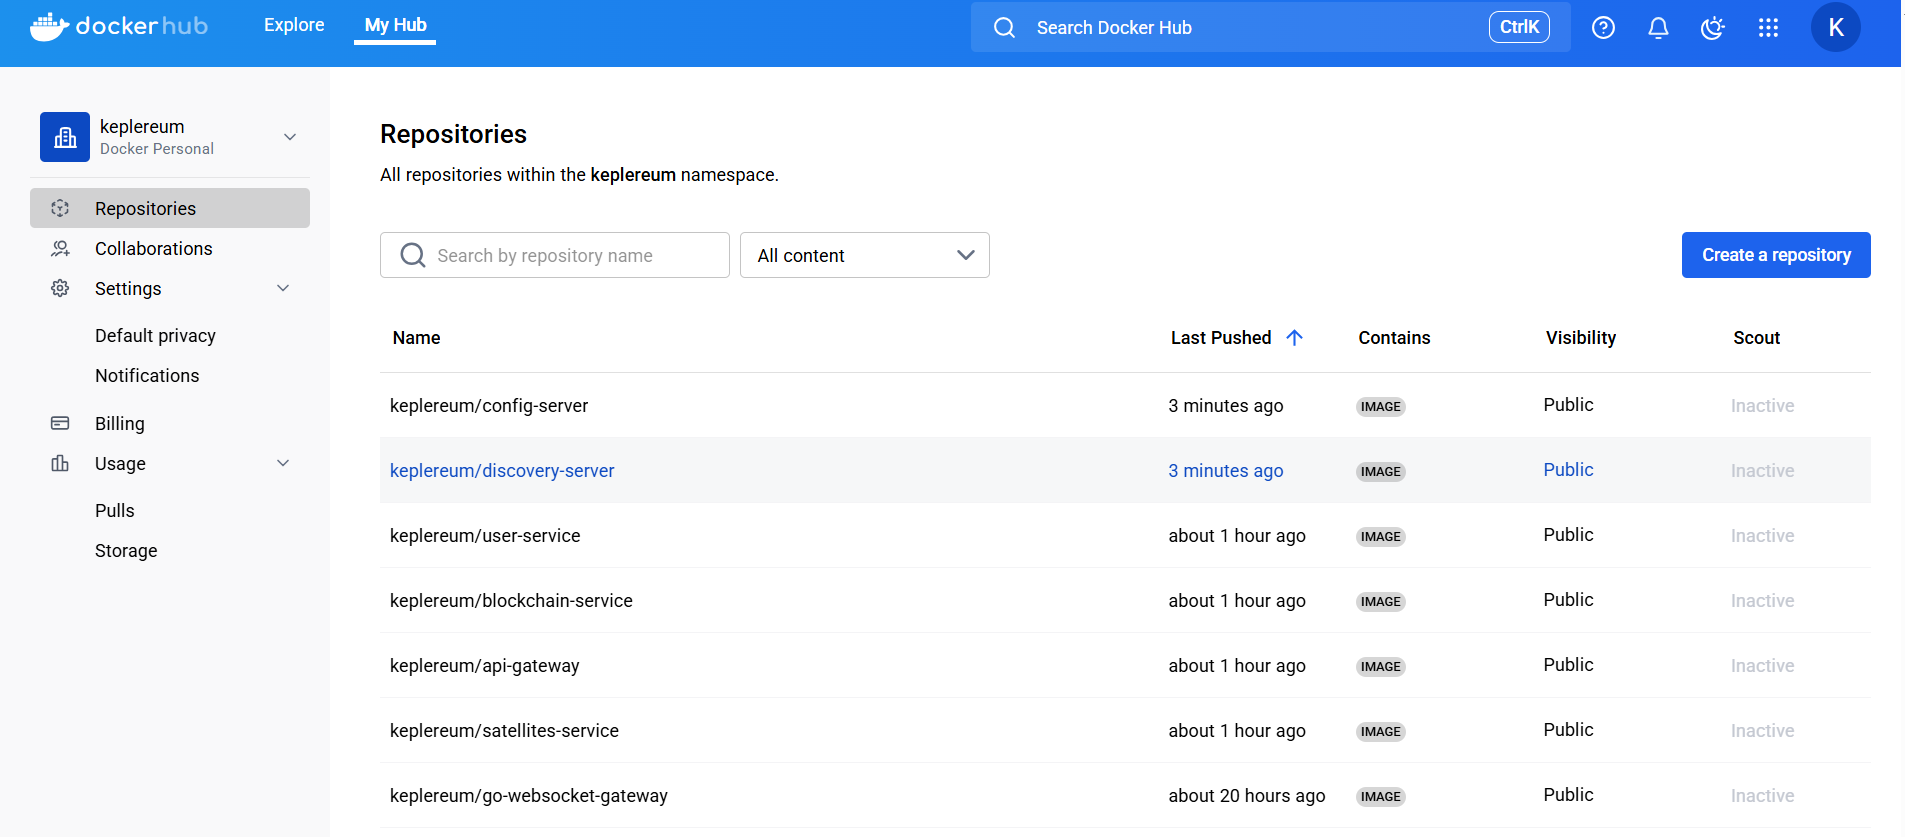 dockerhub
Explore
My Hub
Search Docker Hub
CtrlK
K
keplereum
Docker Personal
Repositories
Collaborations
Settings
Default privacy
Notifications
Billing
Usage
Pulls
Storage
Repositories
All repositories within the keplereum namespace.
Search by repository name
All content
Create a repository
Name Last Pushed Contains Visibility Scout
keplereum/config-server 3 minutes ago IMAGE Public Inactive
keplereum/discovery-server 3 minutes ago IMAGE Public Inactive
keplereum/user-service about 1 hour ago IMAGE Public Inactive
keplereum/blockchain-service about 1 hour ago IMAGE Public Inactive
keplereum/api-gateway about 1 hour ago IMAGE Public Inactive
keplereum/satellites-service about 1 hour ago IMAGE Public Inactive
keplereum/go-websocket-gateway about 20 hours ago IMAGE Public Inactive